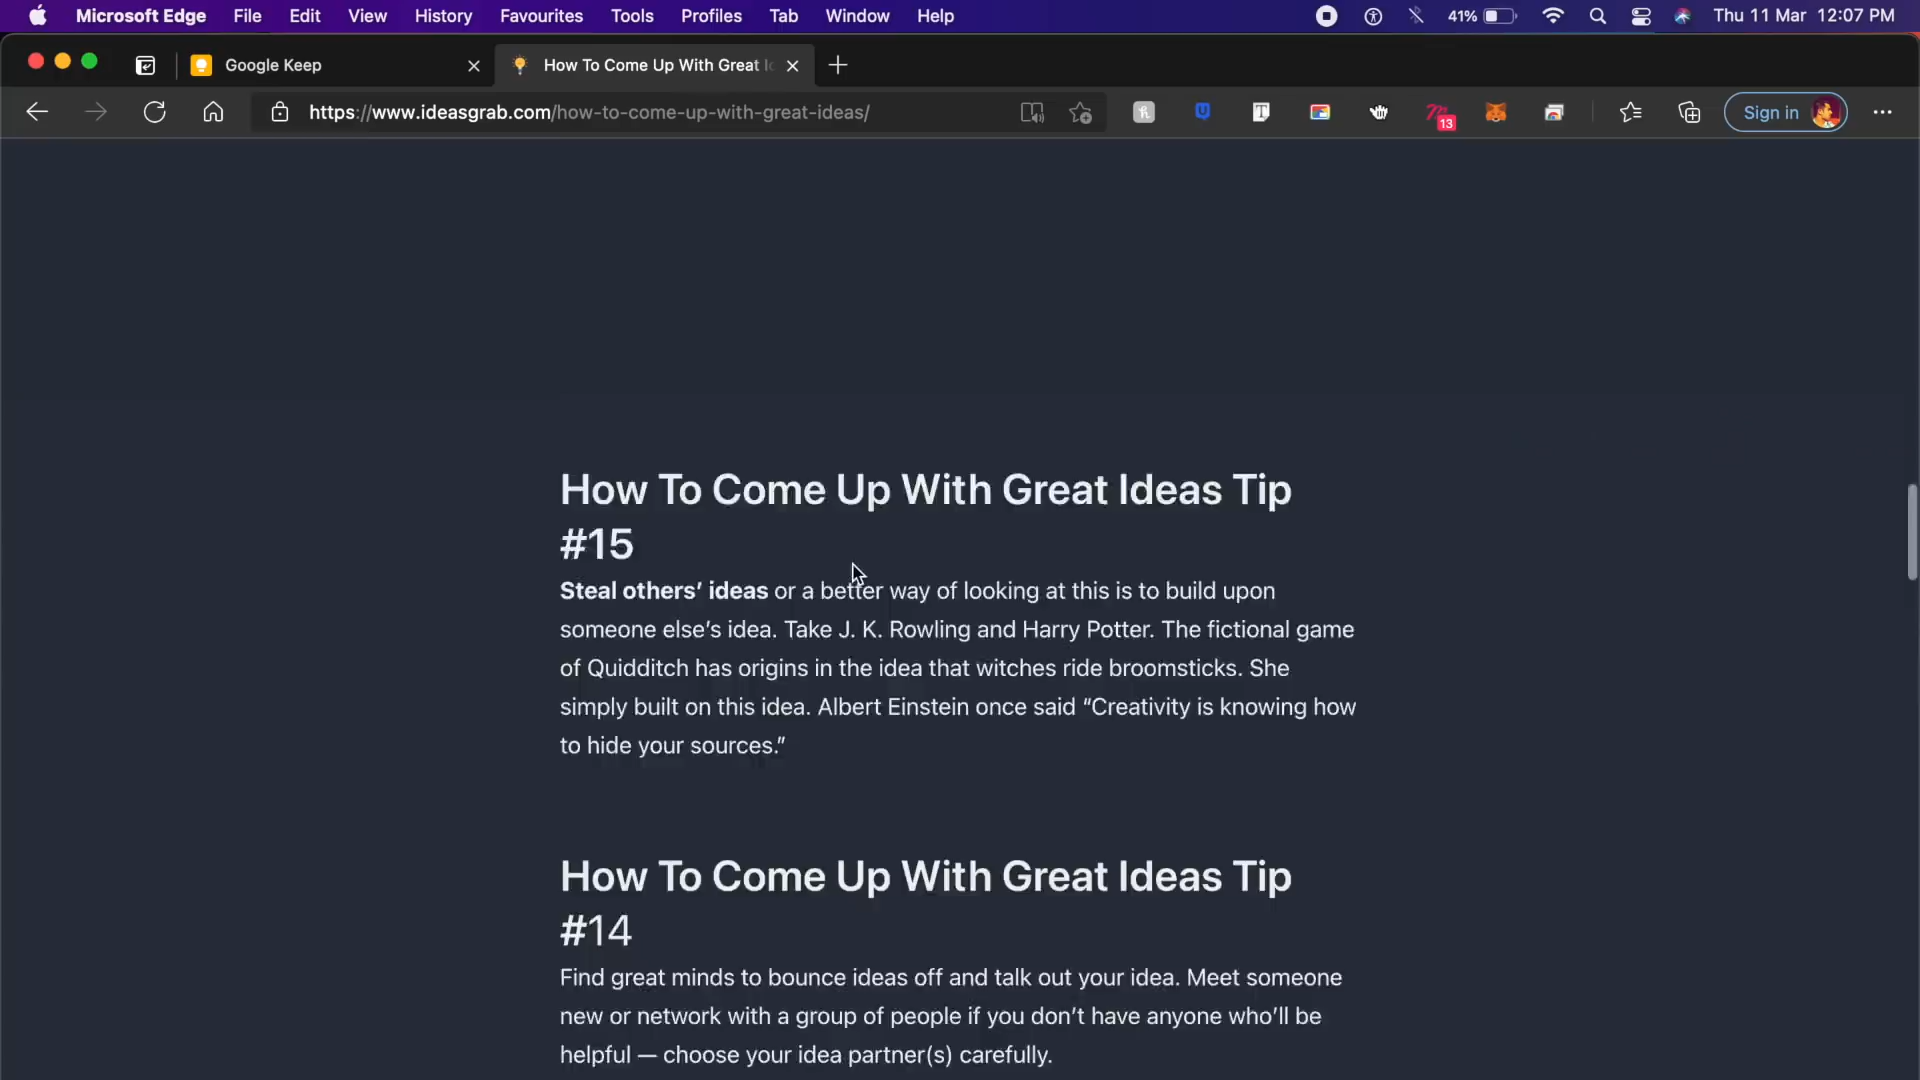 Microsoft Edge File Edit View History Favourites Tools Profiles Tab Window Help 41% Thu 11 Mar 12:07 PM
Google Keep How To Come Up With Great
https://www.ideasgrab.com/how-to-come-up-with-great-ideas/ 13 Sign in
How To Come Up With Great Ideas Tip
#15
Steal others’ ideas or a better way of looking at this is to build upon
someone else’s idea. Take J. K. Rowling and Harry Potter. The fictional game
of Quidditch has origins in the idea that witches ride broomsticks. She
simply built on this idea. Albert Einstein once said “Creativity is knowing how
to hide your sources.”
How To Come Up With Great Ideas Tip
#14
Find great minds to bounce ideas off and talk out your idea. Meet someone
new or network with a group of people if you don’t have anyone who’ll be
helpful — choose your idea partner(s) carefully.